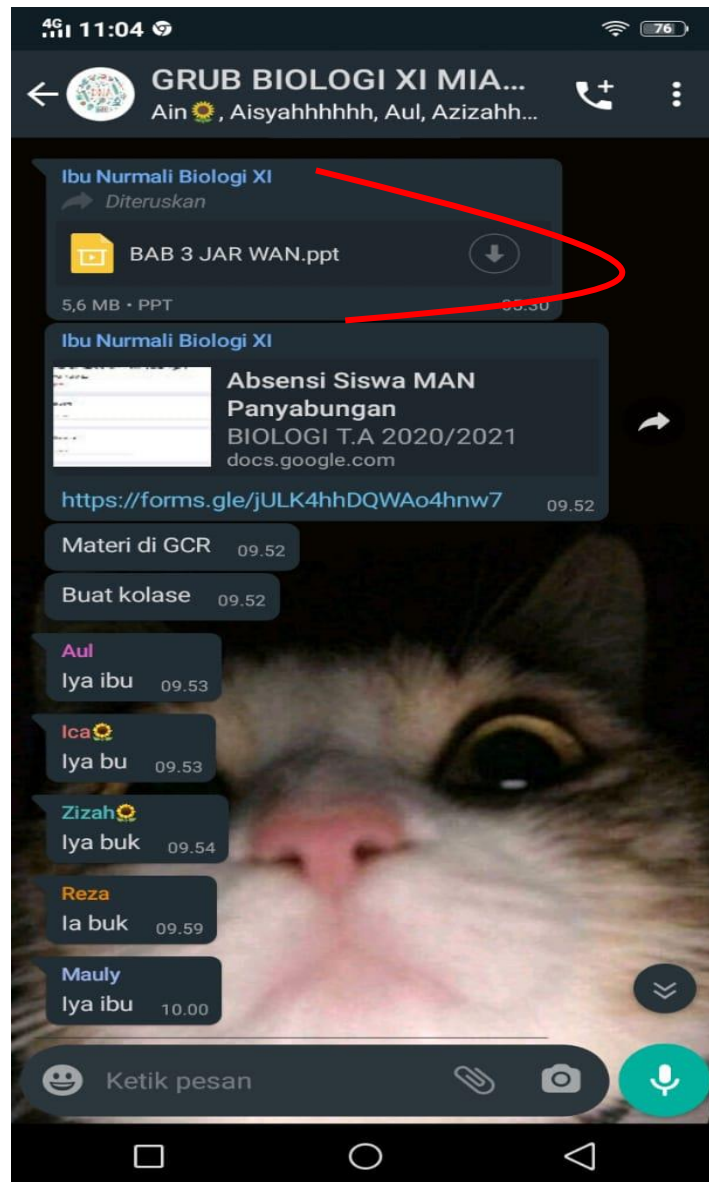 4G 11:04 76
GRUB BIOLOGI XI MIA...
Ain🌻, Aisyahhhhhh, Aul, Azizahh...
Ibu Nurmali Biologi XI
Diteruskan
BAB 3 JAR WAN.ppt
5,6 MB • PPT
Ibu Nurmali Biologi XI
Absensi Siswa MAN
Panyabungan
BIOLOGI T.A 2020/2021
docs.google.com
https://forms.gle/jULK4hhDQWAo4hnw7 09.52
Materi di GCR 09.52
Buat kolase 09.52
Aul
Iya ibu 09.53
Ica🌻
Iya bu 09.53
Zizah🌻
Iya buk 09.54
Reza
Ia buk 09.59
Mauly
Iya ibu 10.00
Ketik pesan